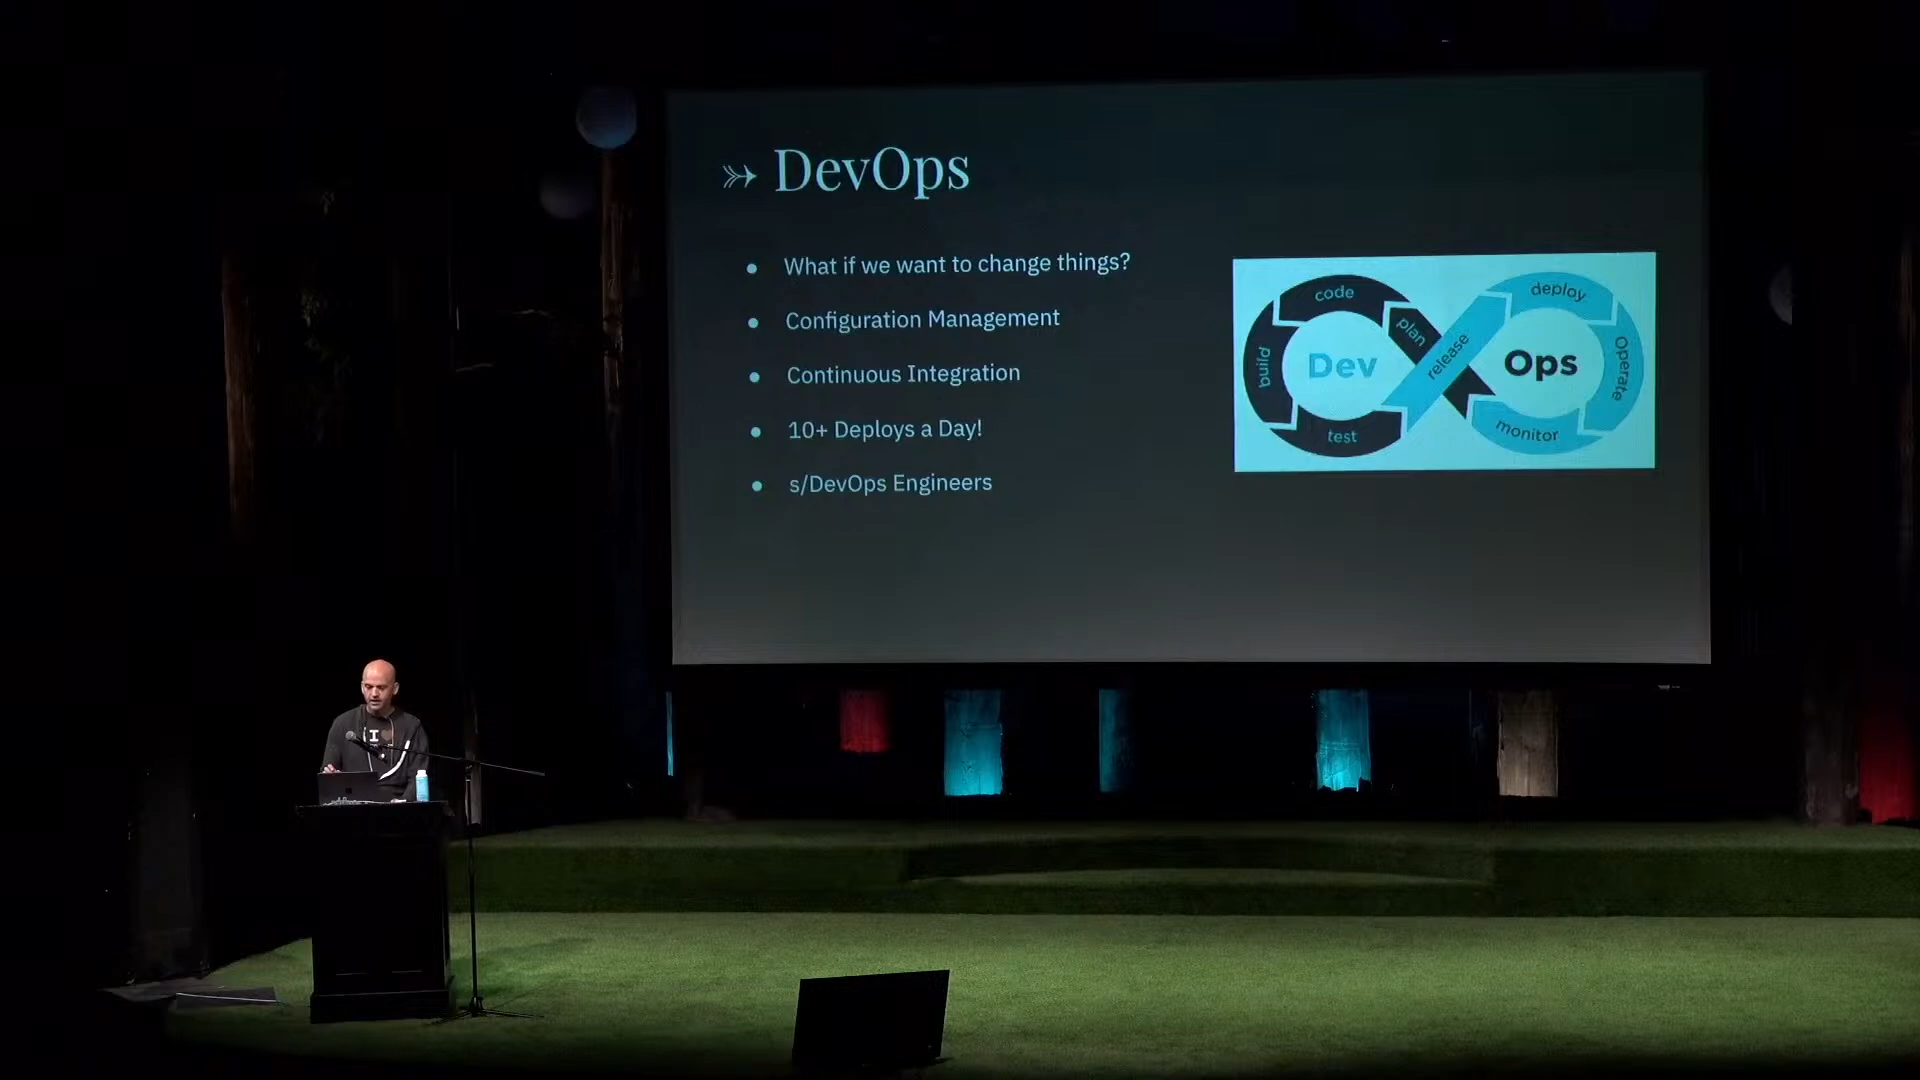 DevOps
What if we want to change things?
Configuration Management
Continuous Integration
10+ Deploys a Day!
s/DevOps Engineers
code
plan
build
Dev
test
release
deploy
Ops
Operate
monitor
I